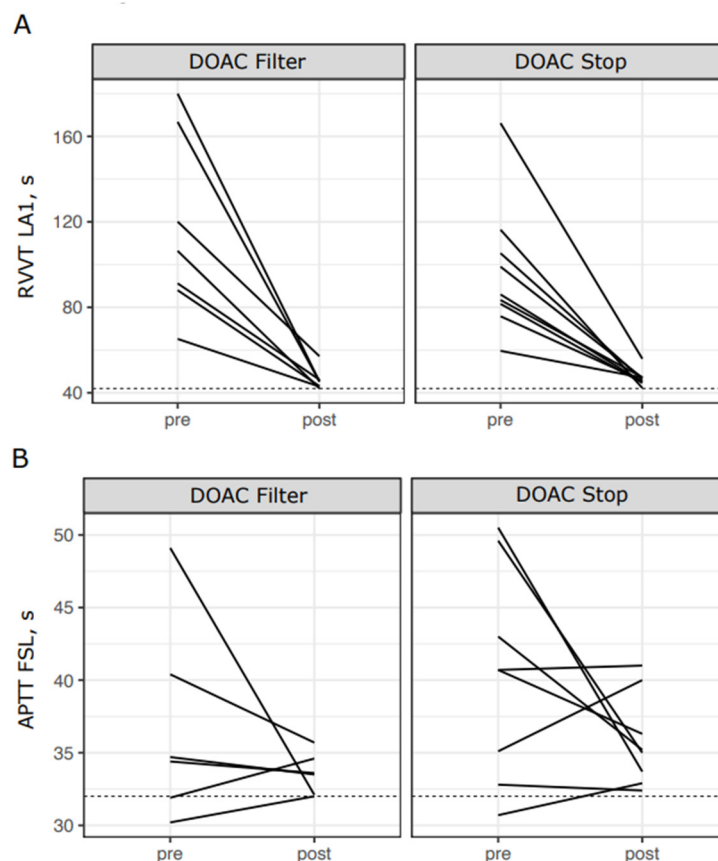 A
DOAC Filter
DOAC Stop
RVVT LA1, s
160
120
80
40
pre
post
pre
post
B
DOAC Filter
DOAC Stop
APTT FSL, s
50
45
40
35
30
pre
post
pre
post